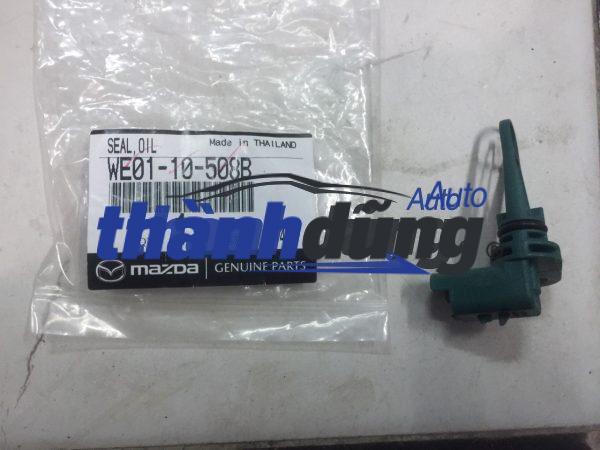 SEAL,OIL Made in THAILAND
WE01-10-508B
Auto
thànhdũng
mazda GENUINE PARTS